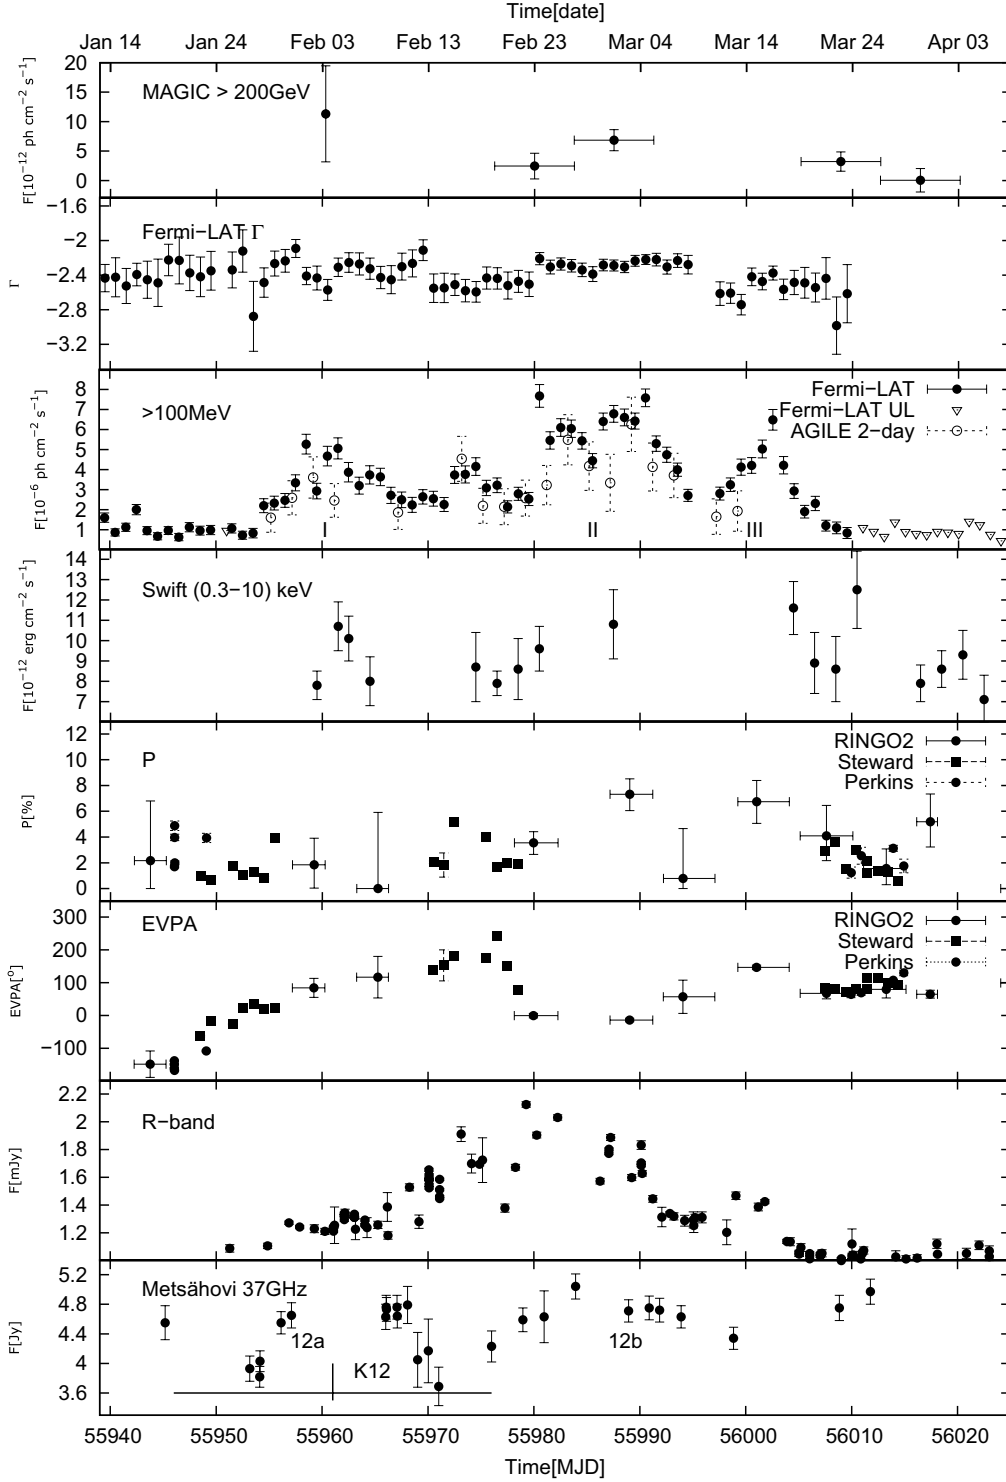 Time[date]
Jan 14 Jan 24 Feb 03 Feb 13 Feb 23 Mar 04 Mar 14 Mar 24 Apr 03
MAGIC > 200GeV
F[10⁻¹² ph cm⁻² s⁻¹]
20
15
10
5
0
Fermi−LAT Γ
Γ
−1.6
−2
−2.4
−2.8
−3.2
>100MeV
F[10⁻⁶ ph cm⁻² s⁻¹]
8
7
6
5
4
3
2
1
Fermi−LAT
Fermi−LAT UL
AGILE 2−day
I II III
Swift (0.3−10) keV
F[10⁻¹² erg cm⁻² s⁻¹]
14
13
12
11
10
9
8
7
P
P[%]
12
10
8
6
4
2
0
RINGO2
Steward
Perkins
EVPA
EVPA[°]
300
200
100
0
−100
RINGO2
Steward
Perkins
R−band
F[mJy]
2.2
2
1.8
1.6
1.4
1.2
Metsähovi 37GHz
F[Jy]
5.2
4.8
4.4
4
3.6
12a 12b
K12
55940 55950 55960 55970 55980 55990 56000 56010 56020
Time[MJD]